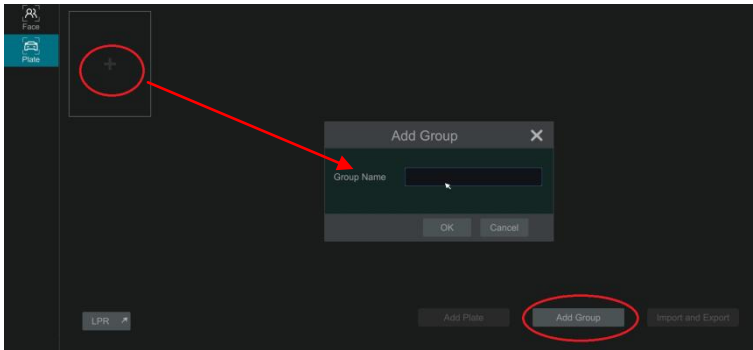 Face
Plate
Add Group
Group Name
OK Cancel
LPR
Add Plate Add Group Import and Export